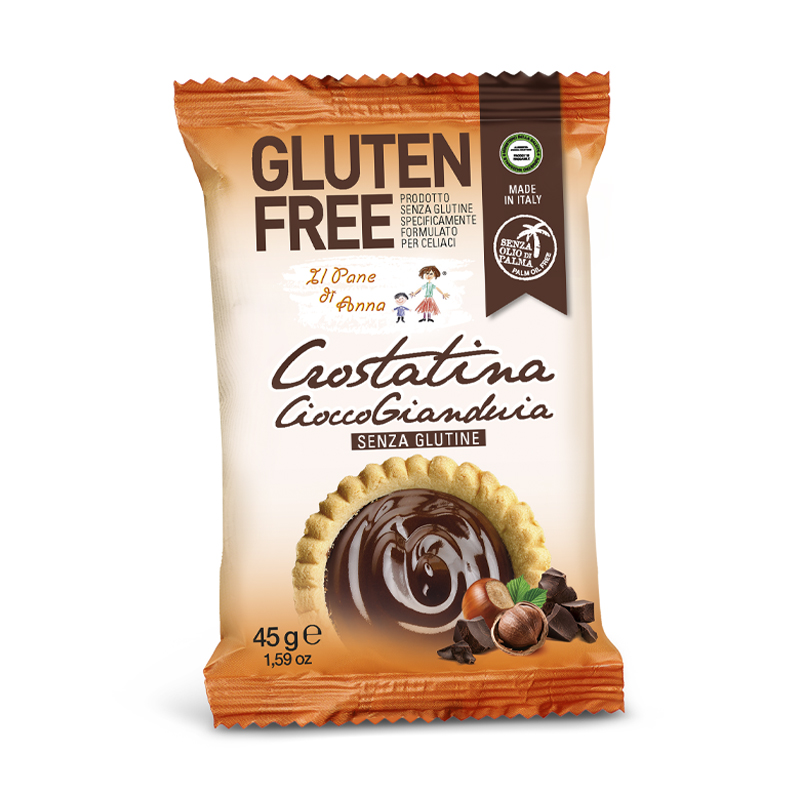 GLUTEN
FREE
PRODOTTO
SENZA GLUTINE
SPECIFICAMENTE
FORMULATO
PER CELIACI
MADE
IN ITALY
SENZA
OLIO DI
PALMA
PALM OIL FREE
Il Pane
di Anna
®
Crostatina
CioccoGianduia
SENZA GLUTINE
45 g e
1,59 oz